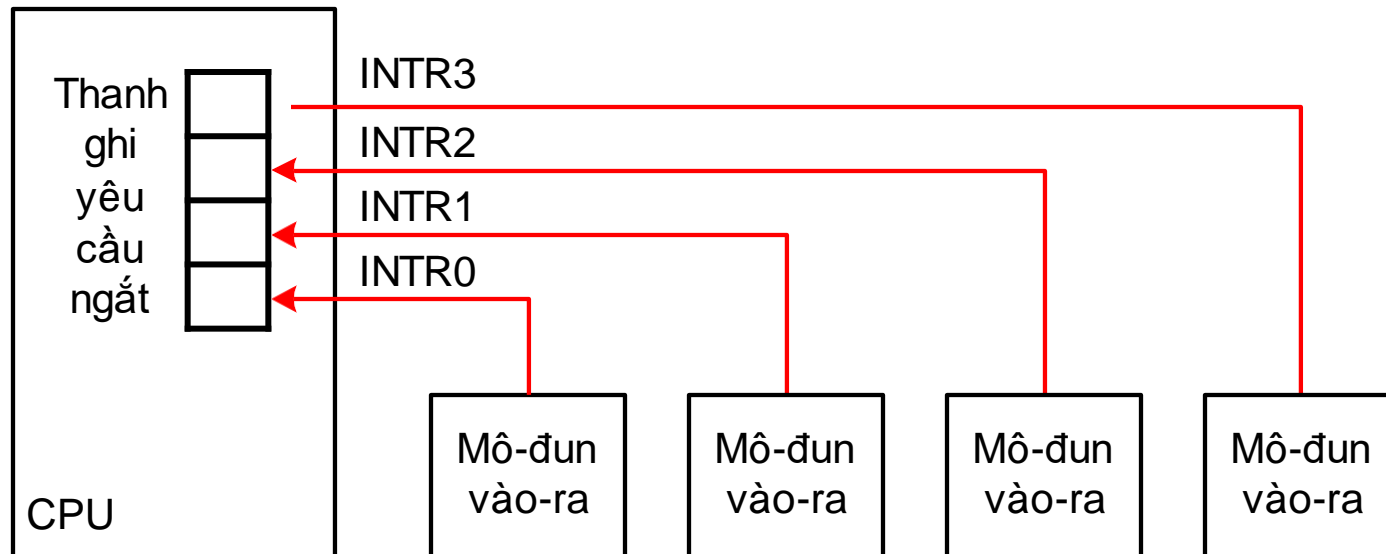 Thanh
ghi
yêu
cầu
ngắt
INTR3
INTR2
INTR1
INTR0
CPU
Mô-đun
vào-ra
Mô-đun
vào-ra
Mô-đun
vào-ra
Mô-đun
vào-ra